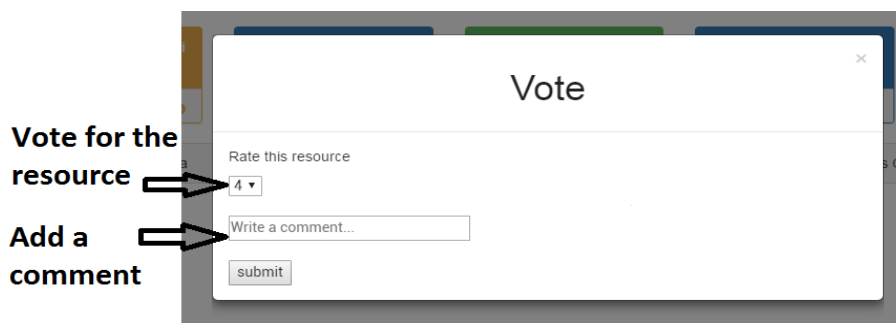 ×
Vote
Vote for the
resource
Rate this resource
4
Add a
comment
Write a comment...
submit